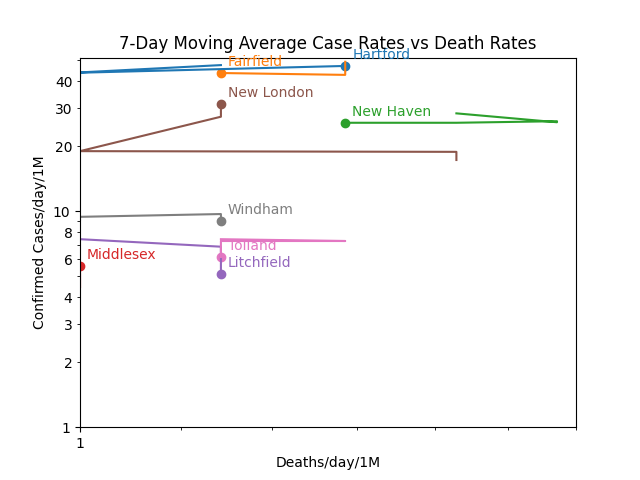 7-Day Moving Average Case Rates vs Death Rates
Hartford
Fairfield
New London
New Haven
Windham
Tolland
Middlesex
Litchfield
40
30
20
10
8
6
4
3
2
1
1
Confirmed Cases/day/1M
Deaths/day/1M